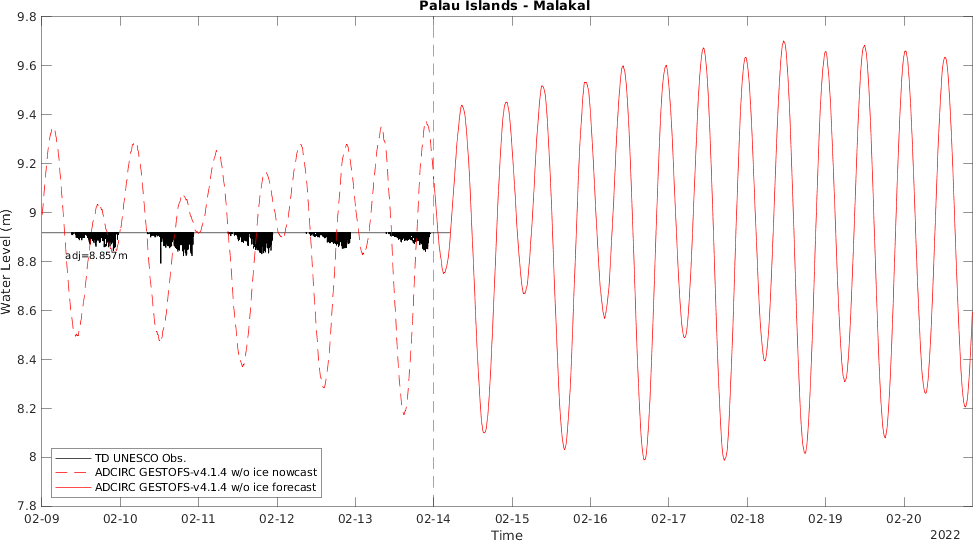 Palau Islands - Malakal
Water Level (m)
9.8
9.6
9.4
9.2
9
8.8
8.6
8.4
8.2
8
7.8
adj=8.857m
TD UNESCO Obs.
ADCIRC GESTOFS-v4.1.4 w/o ice nowcast
ADCIRC GESTOFS-v4.1.4 w/o ice forecast
02-09 02-10 02-11 02-12 02-13 02-14 02-15 02-16 02-17 02-18 02-19 02-20
Time
2022